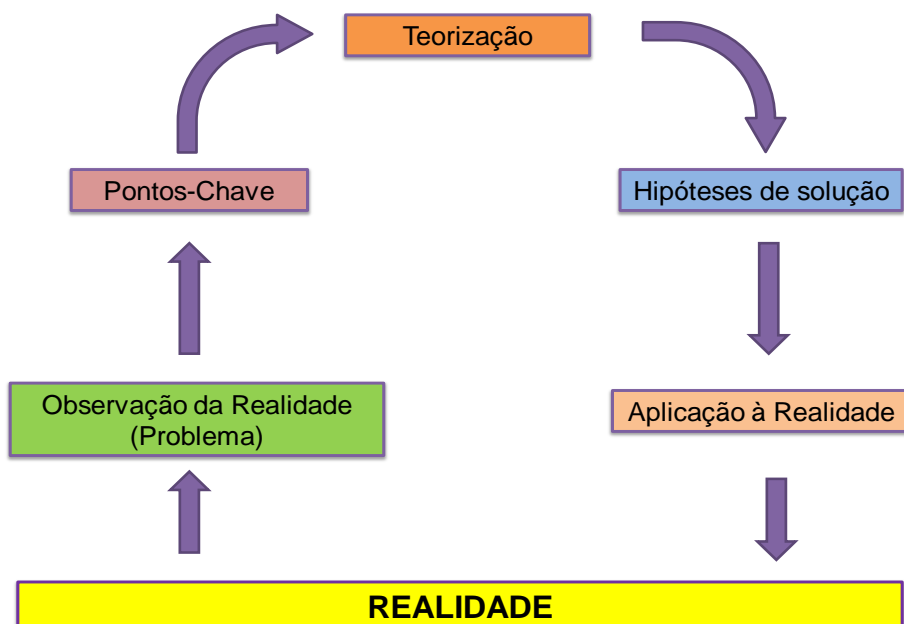 Teorização
Pontos-Chave
Hipóteses de solução
Observação da Realidade
(Problema)
Aplicação à Realidade
REALIDADE